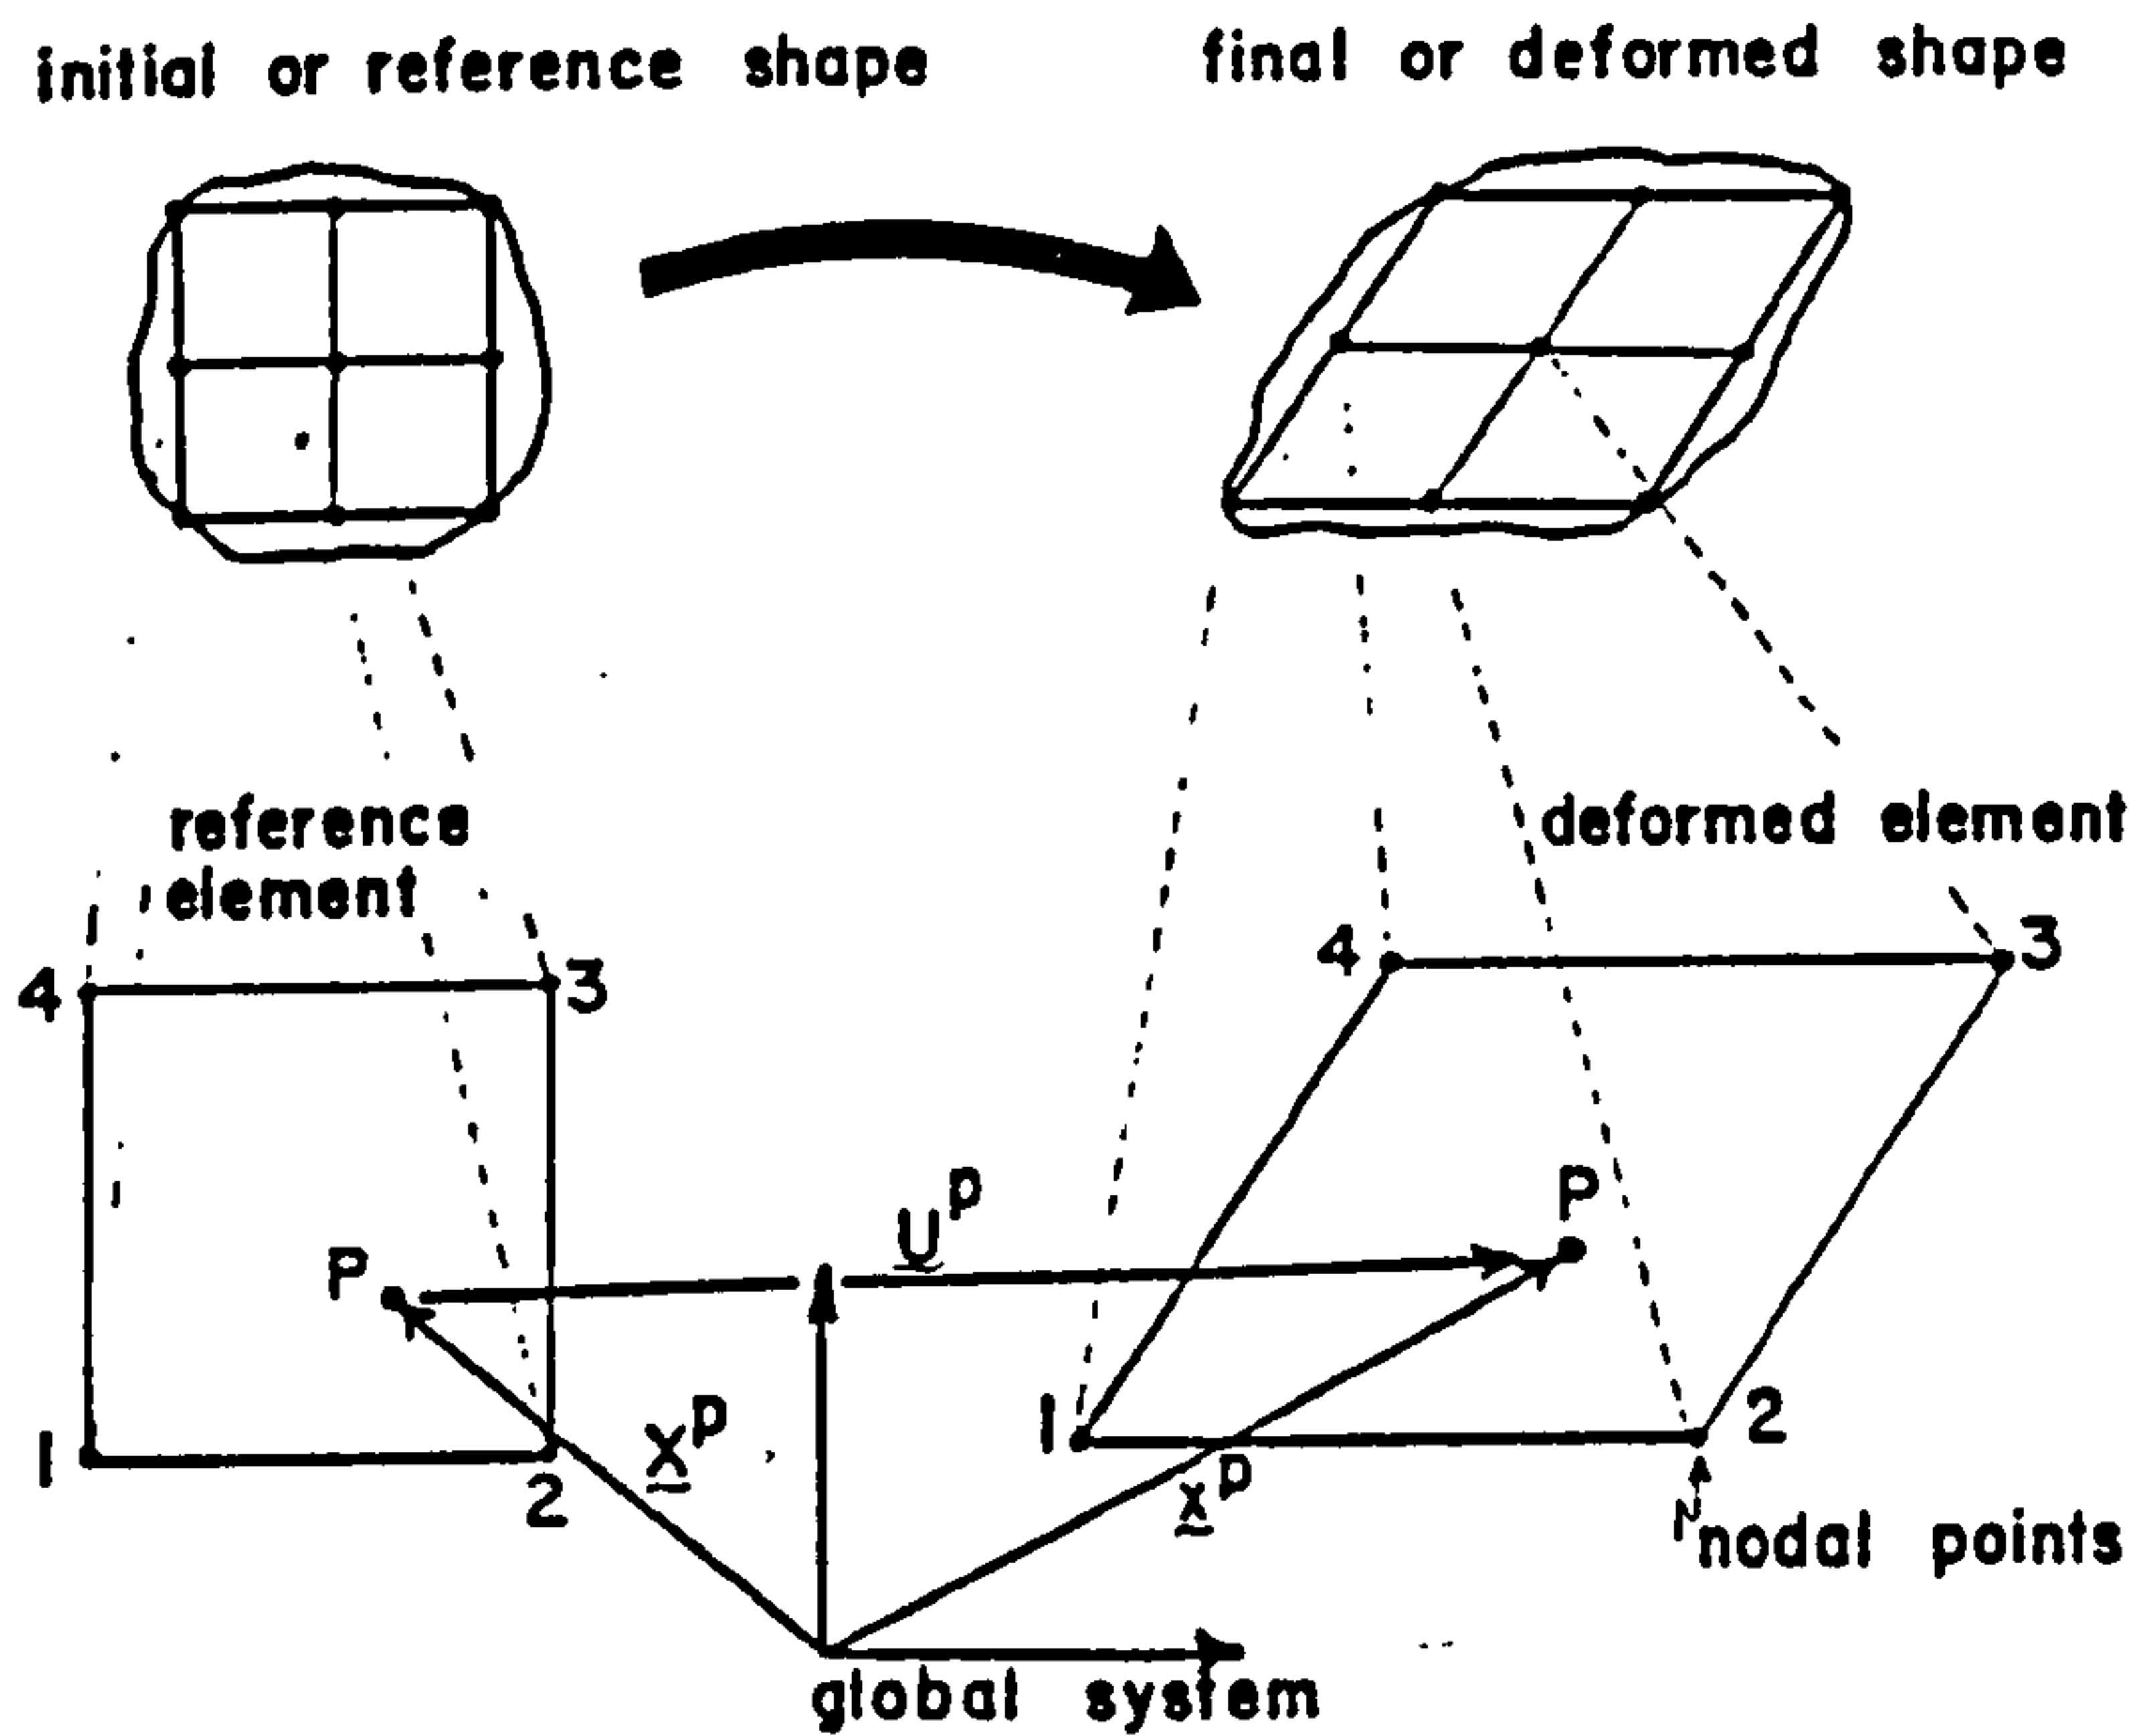 initial or reference shape
final or deformed shape
reference
element
deformed element
4
3
4
3
P
U^P
P
1
2
X^P
1
2
x^P
nodal points
global system